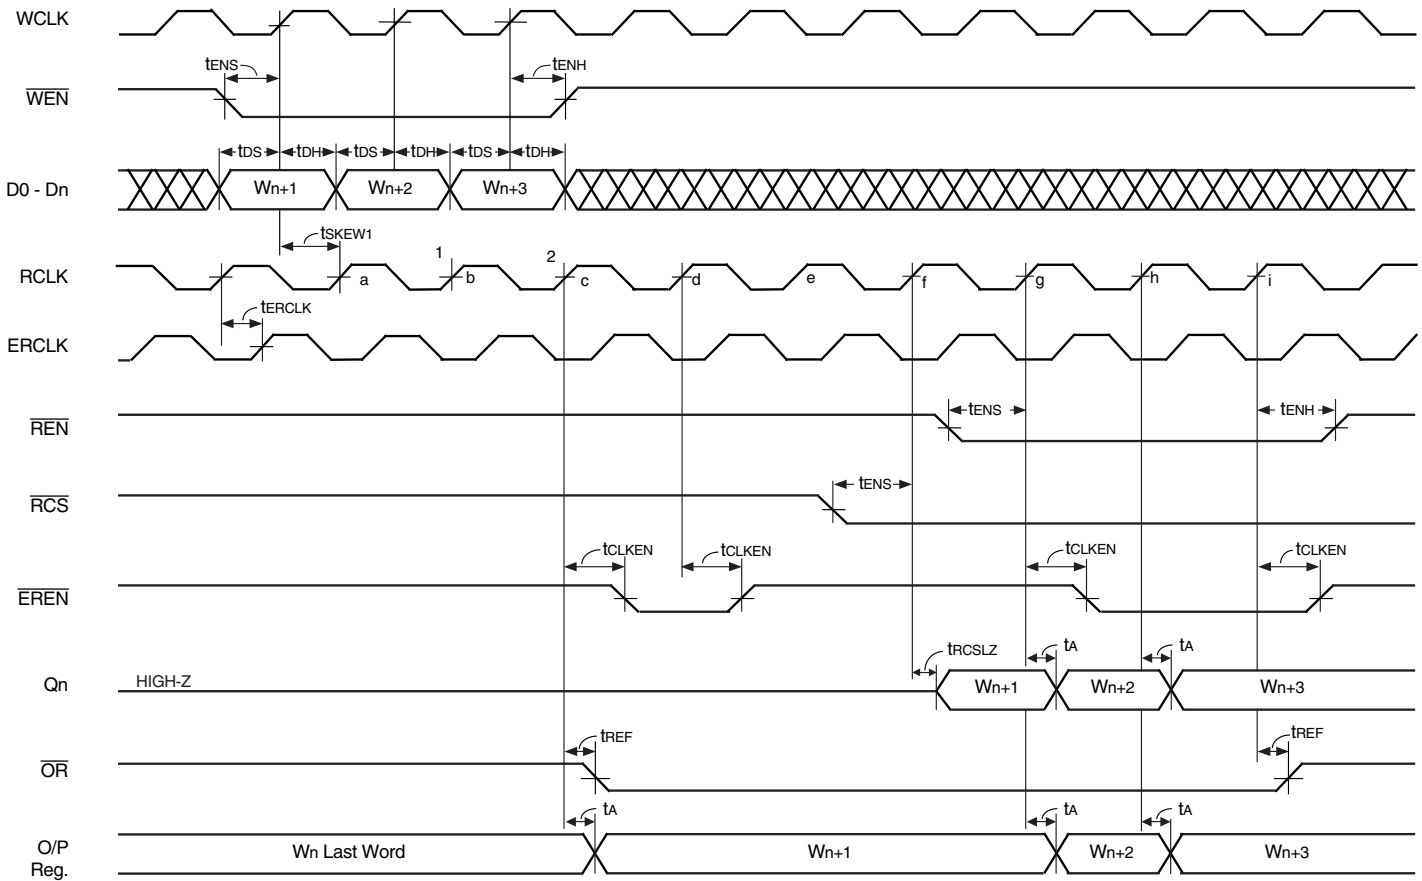 WCLK
tENS
tENH
WEN
tDS
tDH
tDS
tDH
tDS
tDH
D0 - Dn
Wn+1
Wn+2
Wn+3
tSKEW1
1
2
RCLK
a
b
c
d
e
f
g
h
i
tERCLK
ERCLK
REN
tENS
tENH
RCS
tENS
tCLKEN
tCLKEN
tCLKEN
tCLKEN
EREN
tRCSLZ
tA
tA
Qn
HIGH-Z
Wn+1
Wn+2
Wn+3
tREF
tREF
OR
tA
tA
tA
O/P
Reg.
Wn Last Word
Wn+1
Wn+2
Wn+3